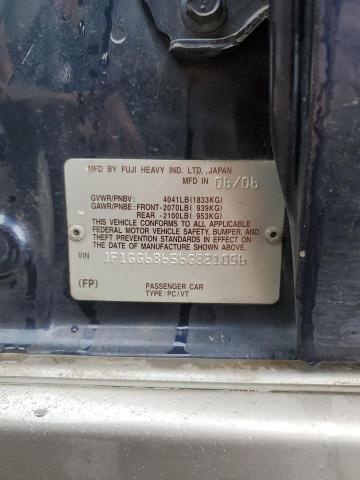 MFD BY FUJI HEAVY IND. LTD.,JAPAN
MFD IN 06/06
GVWR/PNBV: 4041LB(1833KG)
GAWR/PNBE:FRONT-2070LB( 939KG)
REAR -2100LB( 953KG)
THIS VEHICLE CONFORMS TO ALL APPLICABLE
FEDERAL MOTOR VEHICLE SAFETY, BUMPER, AND
THEFT PREVENTION STANDARDS IN EFFECT ON
THE DATE OF MANUFACTURE SHOWN ABOVE.
VIN JF1GG68656G821056
(FP) PASSENGER CAR
TYPE:PC/VT